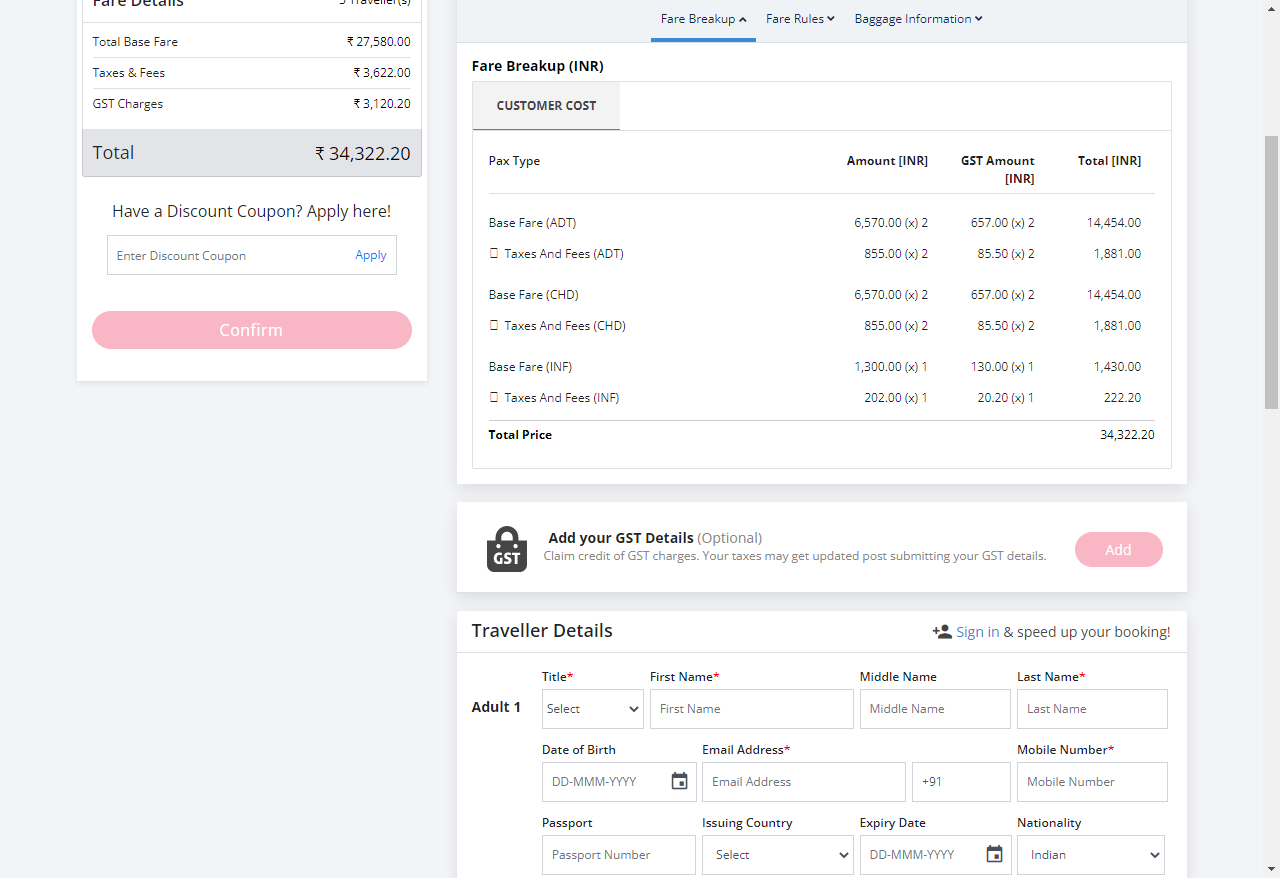 Fare Details 5 Traveller(s)
Total Base Fare ₹ 27,580.00
Taxes & Fees ₹ 3,622.00
GST Charges ₹ 3,120.20
Total ₹ 34,322.20
Have a Discount Coupon? Apply here!
Enter Discount Coupon Apply
Confirm
Fare Breakup Fare Rules Baggage Information
Fare Breakup (INR)
CUSTOMER COST
Pax Type Amount [INR] GST Amount [INR] Total [INR]
Base Fare (ADT) 6,570.00 (x) 2 657.00 (x) 2 14,454.00
Taxes And Fees (ADT) 855.00 (x) 2 85.50 (x) 2 1,881.00
Base Fare (CHD) 6,570.00 (x) 2 657.00 (x) 2 14,454.00
Taxes And Fees (CHD) 855.00 (x) 2 85.50 (x) 2 1,881.00
Base Fare (INF) 1,300.00 (x) 1 130.00 (x) 1 1,430.00
Taxes And Fees (INF) 202.00 (x) 1 20.20 (x) 1 222.20
Total Price 34,322.20
GST
Add your GST Details (Optional)
Claim credit of GST charges. Your taxes may get updated post submitting your GST details.
Add
Traveller Details Sign in & speed up your booking!
Title* First Name* Middle Name Last Name*
Adult 1 Select First Name Middle Name Last Name
Date of Birth Email Address* Mobile Number*
DD-MMM-YYYY Email Address +91 Mobile Number
Passport Issuing Country Expiry Date Nationality
Passport Number Select DD-MMM-YYYY Indian